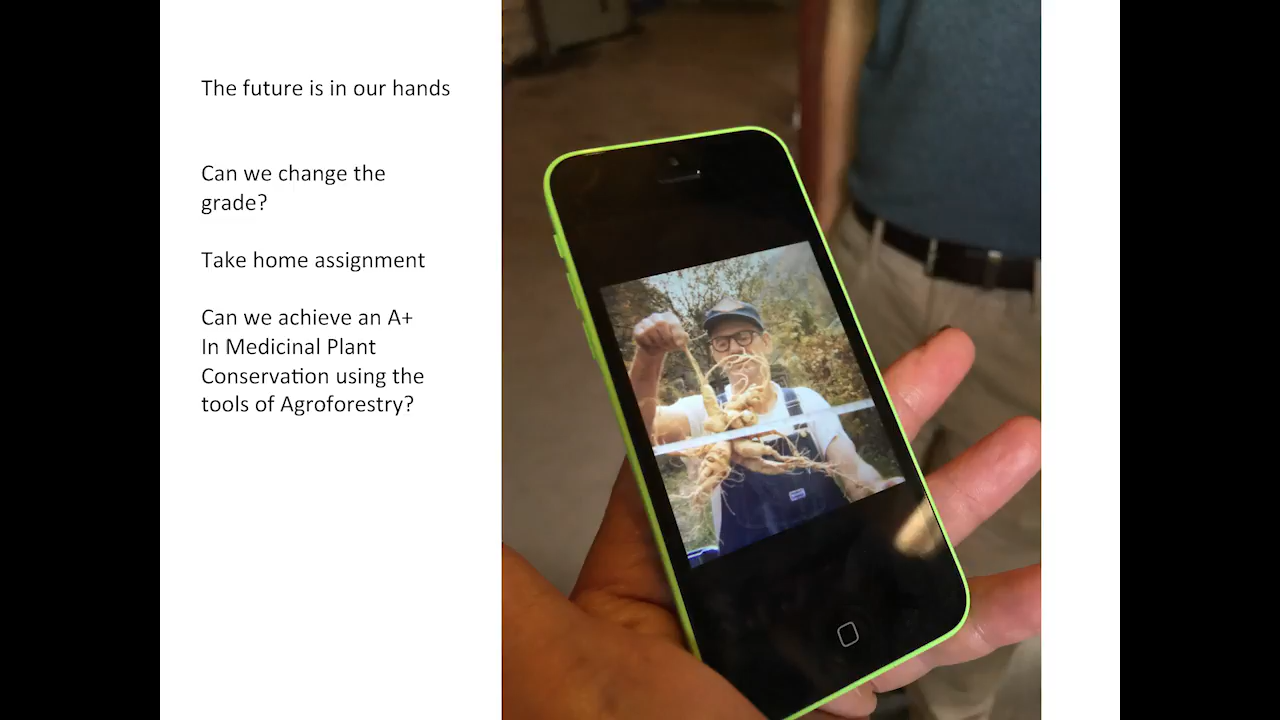 The future is in our hands
Can we change the
grade?
Take home assignment
Can we achieve an A+
In Medicinal Plant
Conservation using the
tools of Agroforestry?